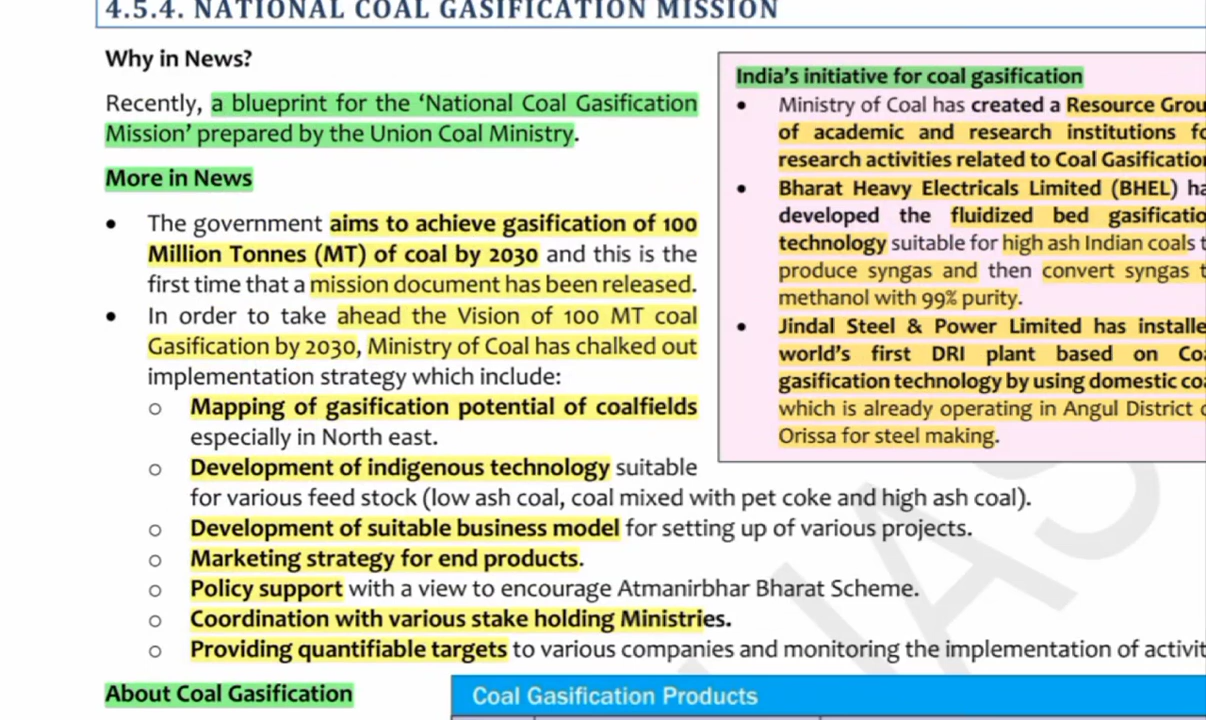 4.5.4. NATIONAL COAL GASIFICATION MISSION
Why in News?
Recently, a blueprint for the ‘National Coal Gasification
Mission’ prepared by the Union Coal Ministry.
More in News
• The government aims to achieve gasification of 100
Million Tonnes (MT) of coal by 2030 and this is the
first time that a mission document has been released.
• In order to take ahead the Vision of 100 MT coal
Gasification by 2030, Ministry of Coal has chalked out
implementation strategy which include:
o Mapping of gasification potential of coalfields
especially in North east.
o Development of indigenous technology suitable
for various feed stock (low ash coal, coal mixed with pet coke and high ash coal).
o Development of suitable business model for setting up of various projects.
o Marketing strategy for end products.
o Policy support with a view to encourage Atmanirbhar Bharat Scheme.
o Coordination with various stake holding Ministries.
o Providing quantifiable targets to various companies and monitoring the implementation of
About Coal Gasification
India’s initiative for coal gasification
• Ministry of Coal has created a Resource
of academic and research institutions
research activities related to Coal
• Bharat Heavy Electricals Limited (BHEL)
developed the fluidized bed
technology suitable for high ash Indian coals
produce syngas and then convert syngas
methanol with 99% purity.
• Jindal Steel & Power Limited has
world’s first DRI plant based on
gasification technology by using domestic
which is already operating in Angul District
Orissa for steel making.
Coal Gasification Products
IAS